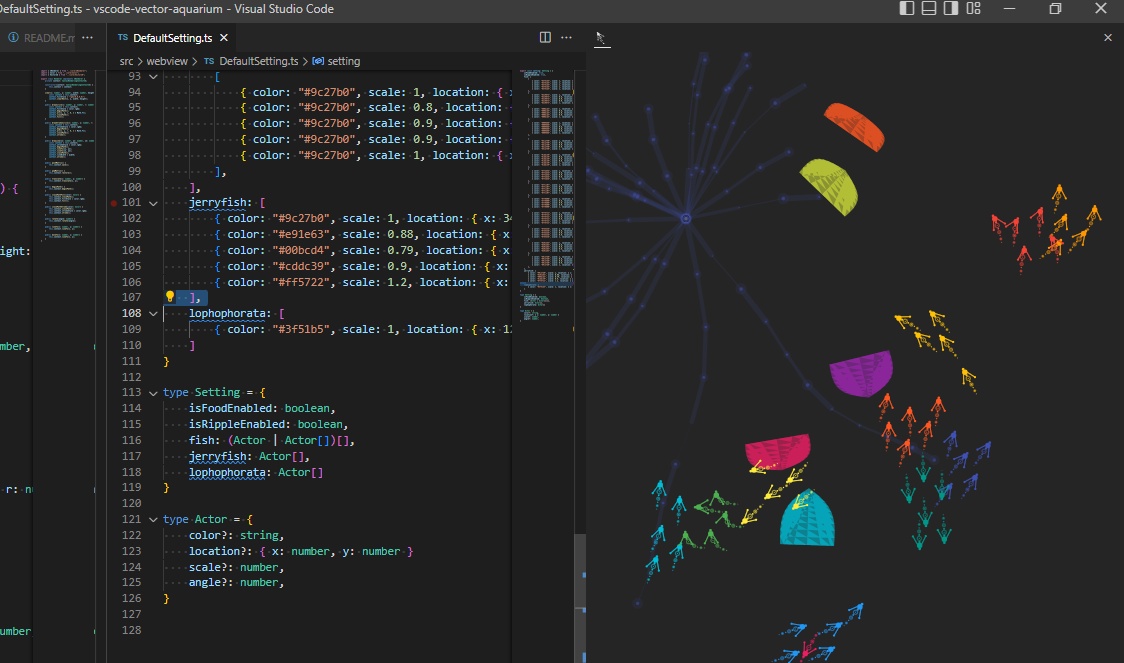 DefaultSetting.ts - vscode-vector-aquarium - Visual Studio Code
README.m
TS DefaultSetting.ts
src > webview > TS DefaultSetting.ts > setting
93 [
94 { color: "#9c27b0", scale: 1, location: { x
95 { color: "#9c27b0", scale: 0.8, location:
96 { color: "#9c27b0", scale: 0.9, location:
97 { color: "#9c27b0", scale: 0.9, location:
98 { color: "#9c27b0", scale: 1, location: { x
99 ],
100 ],
101 jerryfish: [
102 { color: "#9c27b0", scale: 1, location: { x: 34
103 { color: "#e91e63", scale: 0.88, location: { x
104 { color: "#00bcd4", scale: 0.79, location: { x
105 { color: "#cddc39", scale: 0.9, location: { x:
106 { color: "#ff5722", scale: 1.2, location: { x:
107 ],
108 lophophorata: [
109 { color: "#3f51b5", scale: 1, location: { x: 1
110 ]
111 }
112
113 type Setting = {
114 isFoodEnabled: boolean,
115 isRippleEnabled: boolean,
116 fish: (Actor | Actor[])[],
117 jerryfish: Actor[],
118 lophophorata: Actor[]
119 }
120
121 type Actor = {
122 color?: string,
123 location?: { x: number, y: number }
124 scale?: number,
125 angle?: number,
126 }
127
128
) {
ight:
mber,
r: nu
umber